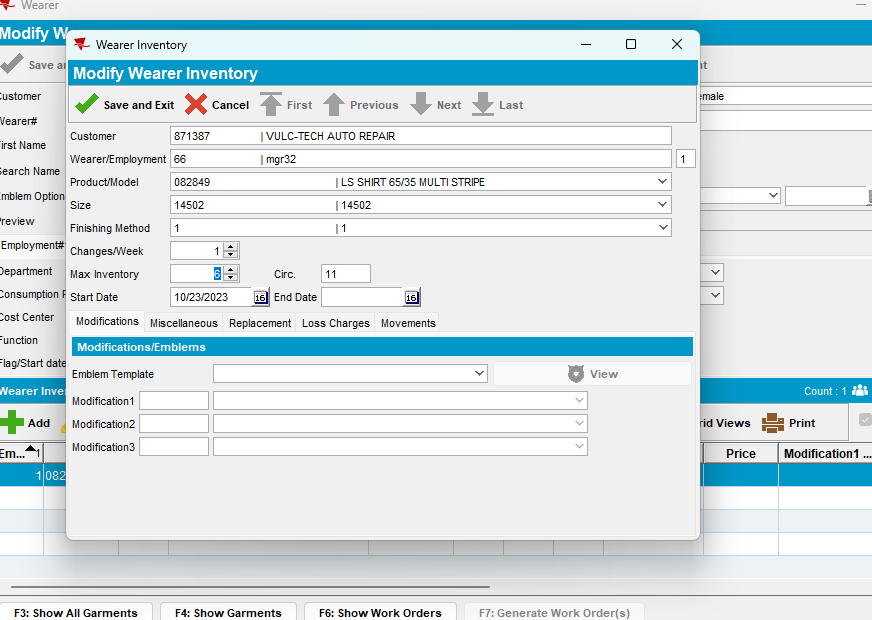 Wearer
Modify W
Wearer Inventory
Modify Wearer Inventory
Save an
Save and Exit Cancel First Previous Next Last
nt
Customer
Customer 871387 | VULC-TECH AUTO REPAIR
emale
Wearer#
Wearer/Employment 66 | mgr32 1
First Name
Search Name
Product/Model 082849 | LS SHIRT 65/35 MULTI STRIPE
Emblem Option
Size 14502 | 14502
Preview
Finishing Method 1 | 1
Employment#
Changes/Week 1
Department
Max Inventory 6 Circ. 11
Consumption P
Start Date 10/23/2023 16 End Date 16
Cost Center
Modifications Miscellaneous Replacement Loss Charges Movements
Function
Modifications/Emblems
Flag/Start date
Emblem Template View
Wearer Inven
Count : 1
Modification1
Add
rid Views Print
Modification2
Modification3
Em... 1
Price Modification1 ...
1 082
F3: Show All Garments F4: Show Garments F6: Show Work Orders F7: Generate Work Order(s)